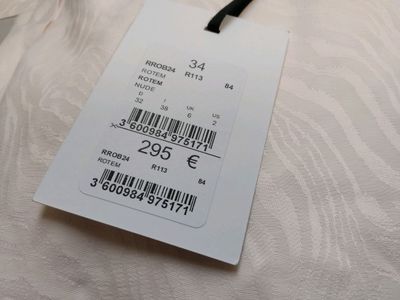 34
RROB24 R113 84
ROTEM
ROTEM
NUDE
D I UK US
32 38 6 2
3 600984 975171
295 €
RROB24 R113 84
ROTEM
3 600984 975171